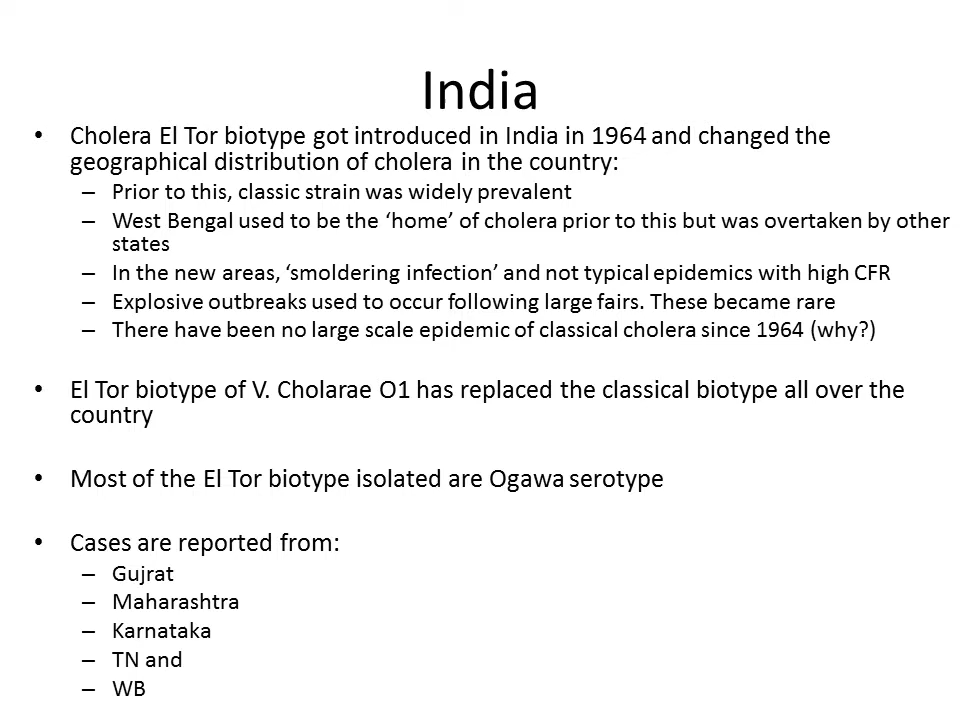 India
• Cholera El Tor biotype got introduced in India in 1964 and changed the
geographical distribution of cholera in the country:
– Prior to this, classic strain was widely prevalent
– West Bengal used to be the ‘home’ of cholera prior to this but was overtaken by other
states
– In the new areas, ‘smoldering infection’ and not typical epidemics with high CFR
– Explosive outbreaks used to occur following large fairs. These became rare
– There have been no large scale epidemic of classical cholera since 1964 (why?)
• El Tor biotype of V. Cholarae O1 has replaced the classical biotype all over the
country
• Most of the El Tor biotype isolated are Ogawa serotype
• Cases are reported from:
– Gujrat
– Maharashtra
– Karnataka
– TN and
– WB